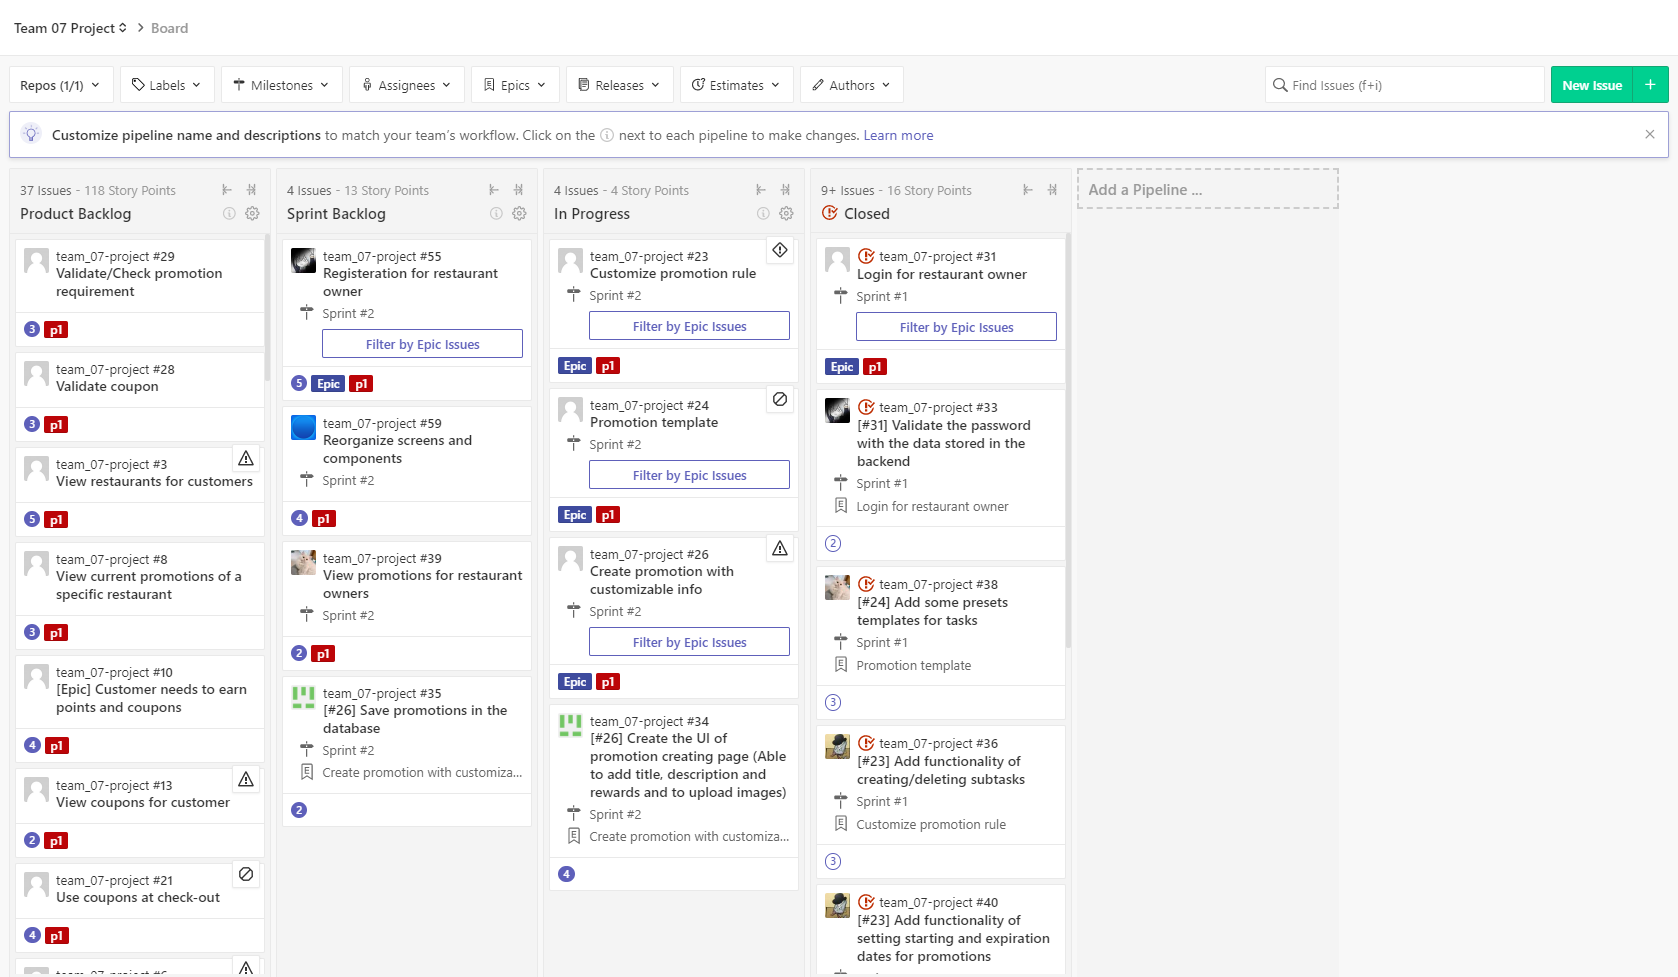 Team 07 Project
Board
Repos (1/1)
Labels
Milestones
Assignees
Epics
Releases
Estimates
Authors
Find Issues (f+i)
New Issue
+
Customize pipeline name and descriptions to match your team's workflow. Click on the ⓘ next to each pipeline to make changes. Learn more
37 Issues - 118 Story Points
Product Backlog
team_07-project #29
Validate/Check promotion
requirement
3 p1
team_07-project #28
Validate coupon
3 p1
team_07-project #3
View restaurants for customers
5 p1
team_07-project #8
View current promotions of a
specific restaurant
3 p1
team_07-project #10
[Epic] Customer needs to earn
points and coupons
4 p1
team_07-project #13
View coupons for customer
2 p1
team_07-project #21
Use coupons at check-out
4 p1
team_07-project #6
4 Issues - 13 Story Points
Sprint Backlog
team_07-project #55
Registeration for restaurant
owner
Sprint #2
Filter by Epic Issues
5 Epic p1
team_07-project #59
Reorganize screens and
components
Sprint #2
4 p1
team_07-project #39
View promotions for restaurant
owners
Sprint #2
2 p1
team_07-project #35
[#26] Save promotions in the
database
Sprint #2
Create promotion with customiza...
2
4 Issues - 4 Story Points
In Progress
team_07-project #23
Customize promotion rule
Sprint #2
Filter by Epic Issues
Epic p1
team_07-project #24
Promotion template
Sprint #2
Filter by Epic Issues
Epic p1
team_07-project #26
Create promotion with
customizable info
Sprint #2
Filter by Epic Issues
Epic p1
team_07-project #34
[#26] Create the UI of
promotion creating page (Able
to add title, description and
rewards and to upload images)
Sprint #2
Create promotion with customiza...
4
9+ Issues - 16 Story Points
Closed
team_07-project #31
Login for restaurant owner
Sprint #1
Filter by Epic Issues
Epic p1
team_07-project #33
[#31] Validate the password
with the data stored in the
backend
Sprint #1
Login for restaurant owner
2
team_07-project #38
[#24] Add some presets
templates for tasks
Sprint #1
Promotion template
3
team_07-project #36
[#23] Add functionality of
creating/deleting subtasks
Sprint #1
Customize promotion rule
3
team_07-project #40
[#23] Add functionality of
setting starting and expiration
dates for promotions
Add a Pipeline ...